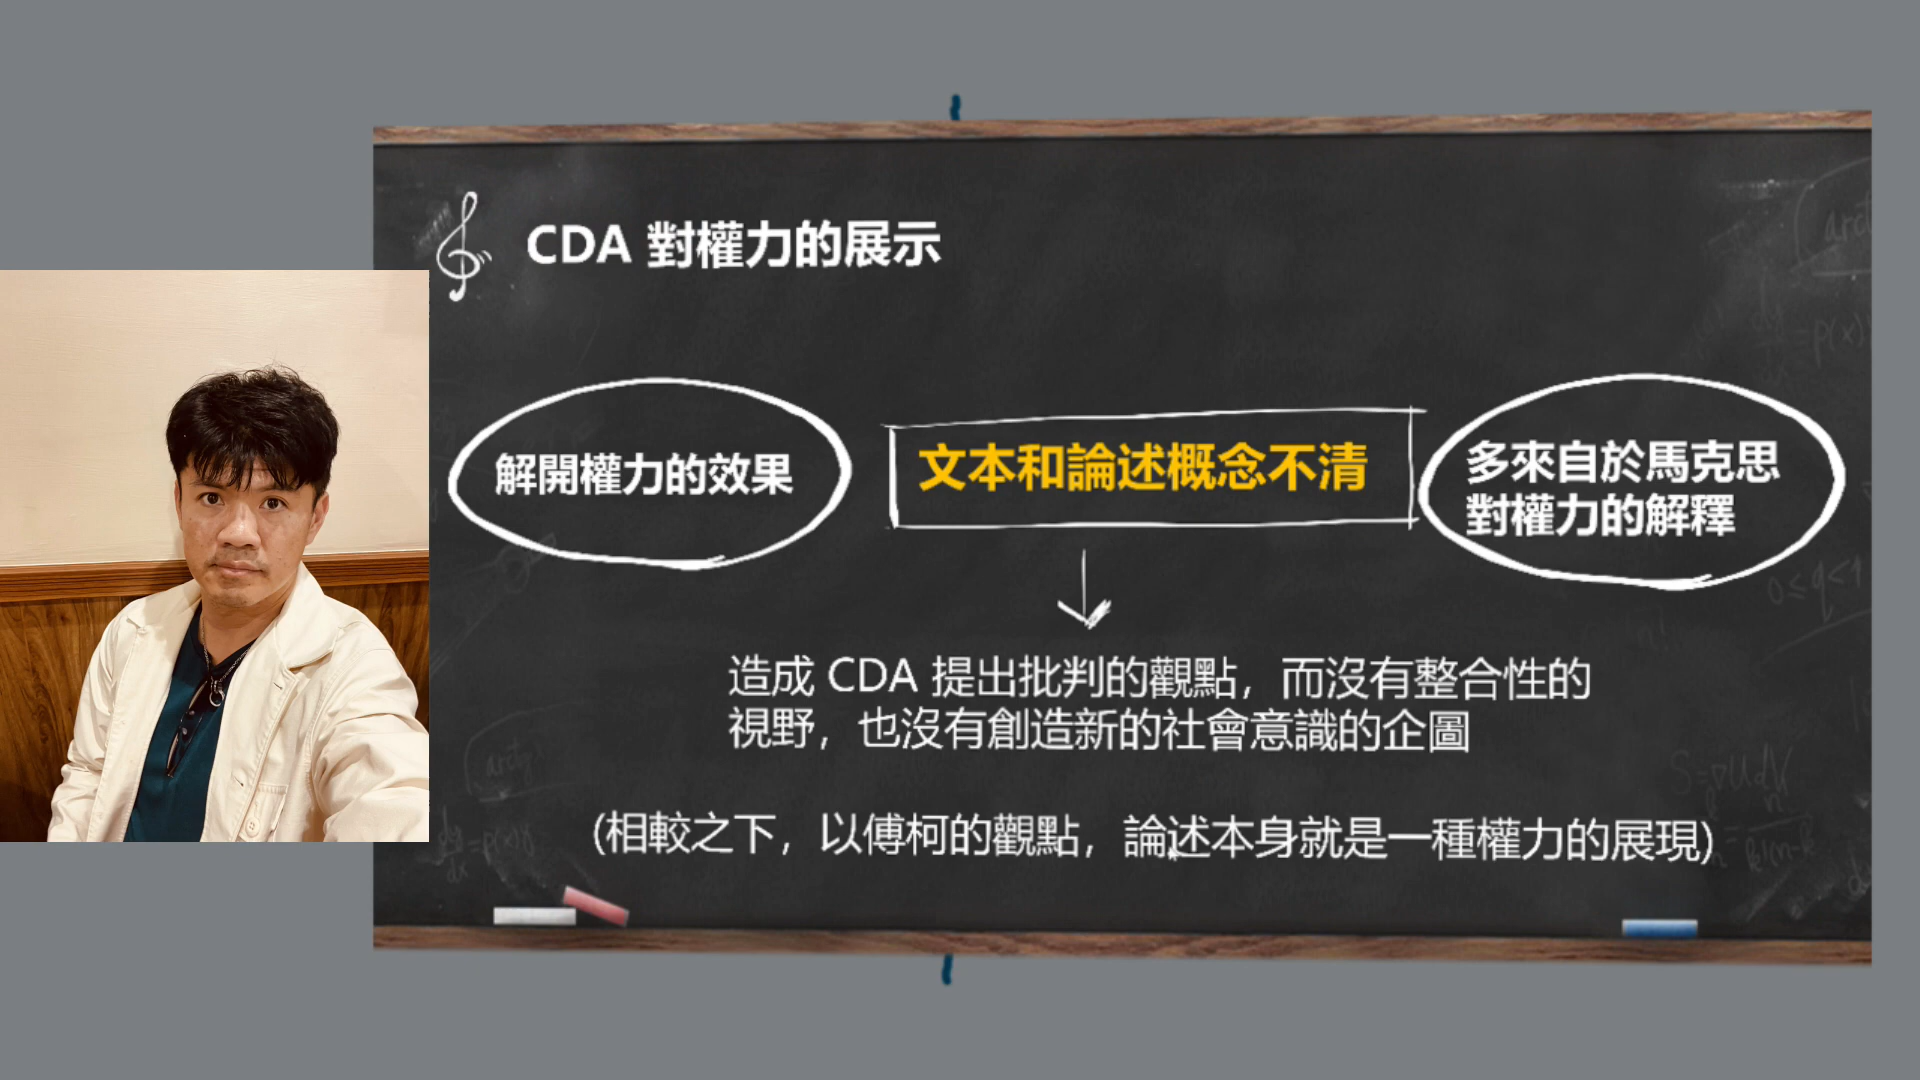 CDA 對權力的展示
解開權力的效果
文本和論述概念不清
多來自於馬克思
對權力的解釋
造成 CDA 提出批判的觀點，而沒有整合性的
視野，也沒有創造新的社會意識的企圖
(相較之下，以傅柯的觀點，論述本身就是一種權力的展現)